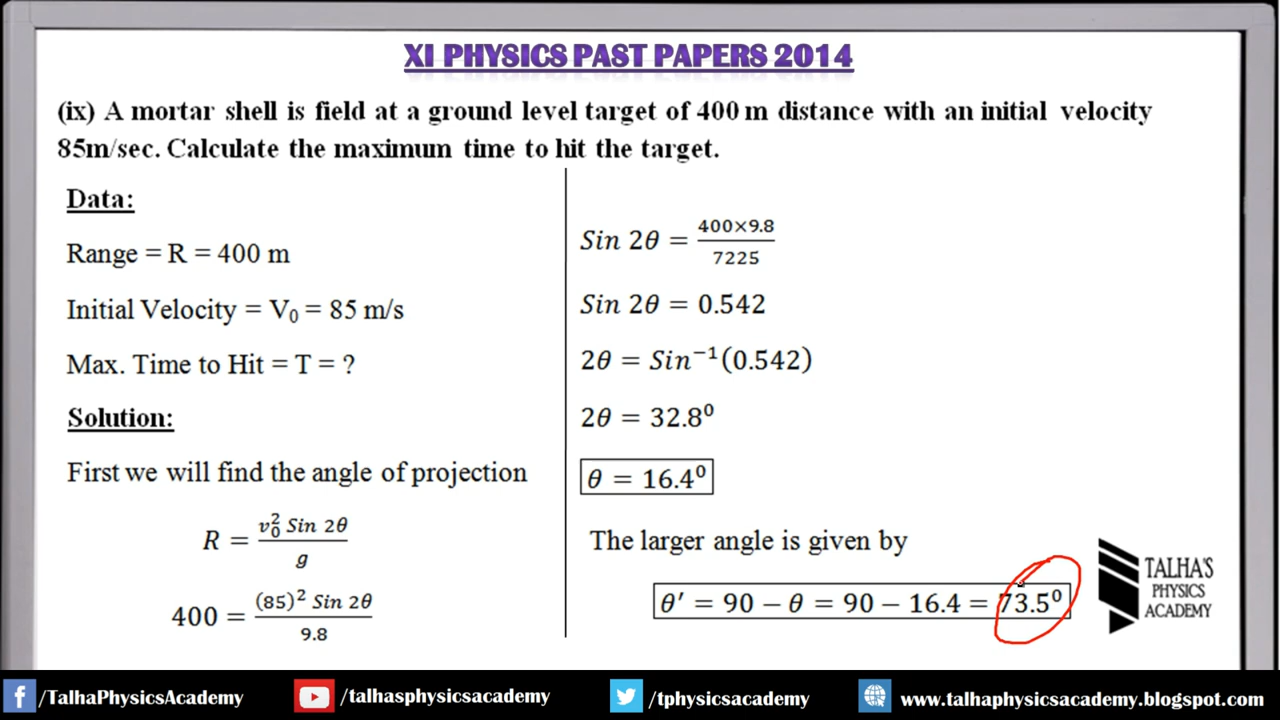 XI PHYSICS PAST PAPERS 2014
(ix) A mortar shell is field at a ground level target of 400 m distance with an initial velocity
85m/sec. Calculate the maximum time to hit the target.
Data:
Range = R = 400 m
Initial Velocity = V₀ = 85 m/s
Max. Time to Hit = T = ?
Solution:
First we will find the angle of projection
R = v₀² Sin 2θ / g
400 = (85)² Sin 2θ / 9.8
Sin 2θ = 400×9.8 / 7225
Sin 2θ = 0.542
2θ = Sin⁻¹(0.542)
2θ = 32.8⁰
θ = 16.4⁰
The larger angle is given by
θ′ = 90 − θ = 90 − 16.4 = 73.5⁰
TALHA'S
PHYSICS
ACADEMY
/TalhaPhysicsAcademy
/talhasphysicsacademy
/tphysicsacademy
www.talhaphysicsacademy.blogspot.com